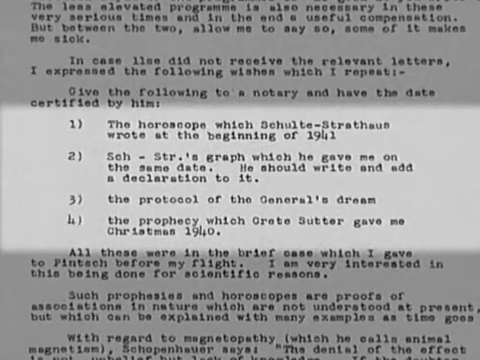 The less elevated programme is also necessary in these
very serious times and in the end a useful compensation.
But between the two, allow me to say so, some of it makes
me sick.
In case Ilse did not receive the relevant letters,
I expressed the following wishes which I repeat:-
Give the following to a notary and have the date
certified by him:
1) The horoscope which Schulte-Strathaus
wrote at the beginning of 1941
2) Sch - Str.'s graph which he gave me on
the same date. He should write and add
a declaration to it.
3) the protocol of the General's dream
4) the prophecy which Grete Sutter gave me
Christmas 1940.
All these were in the brief case which I gave
to Pintsch before my flight. I am very interested in
this being done for scientific reasons.
Such prophesies and horoscopes are proofs of
associations in nature which are not understood at present,
but which can be explained with many examples as time goes
With regard to magnetopathy (which he calls animal
magnetism), Schopenhauer says: "The denial of the effect
is not unbelief but lack of knowledge.